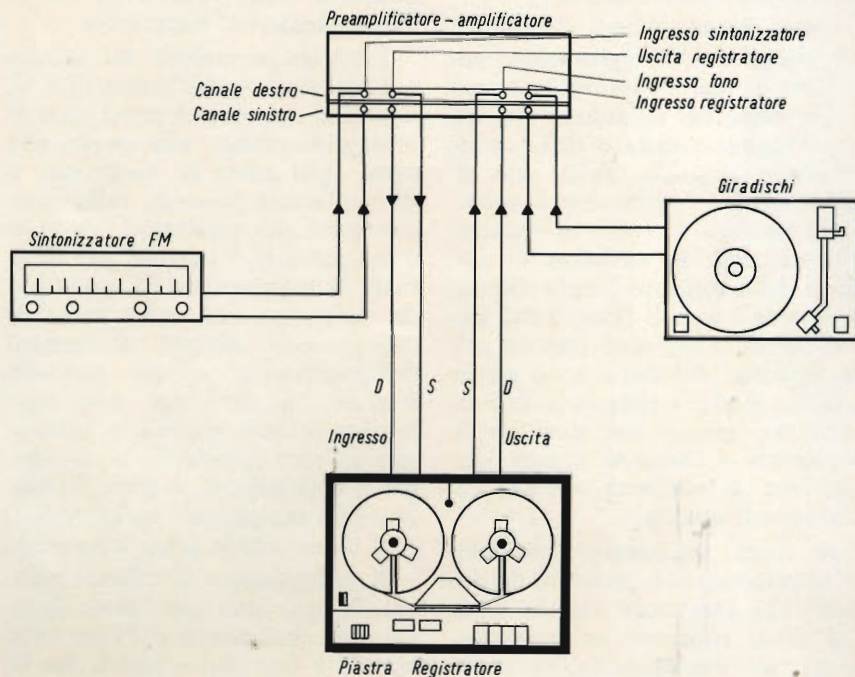 Preamplificatore – amplificatore
Ingresso sintonizzatore
Uscita registratore
Ingresso fono
Ingresso registratore
Canale destro
Canale sinistro
Giradischi
Sintonizzatore FM
D S S D
Ingresso Uscita
Piastra Registratore